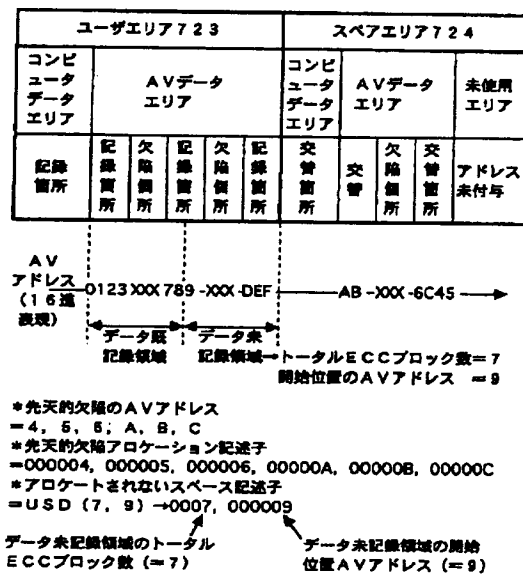 ユーザエリア723
スペアエリア724
コンピュータデータエリア
AVデータエリア
コンピュータデータエリア
AVデータエリア
未使用エリア
記録箇所
記録箇所
欠陥個所
記録箇所
欠陥個所
記録箇所
交替箇所
交替
欠陥個所
交替箇所
アドレス未付与
AVアドレス(16進表現)
0123 XXX 789 -XXX -DEF
AB -XXX -6C45
データ既記録領域
データ未記録領域→トータルECCブロック数=7
開始位置のAVアドレス =9
*先天的欠陥のAVアドレス
=4, 5, 6; A, B, C
*先天的欠陥アロケーション記述子
=000004, 000005, 000006, 00000A, 00000B, 00000C
*アロケートされないスペース記述子
=USD (7, 9) →0007, 000009
データ未記録領域のトータル
ECCブロック数(=7)
データ未記録領域の開始
位置AVアドレス(=9)